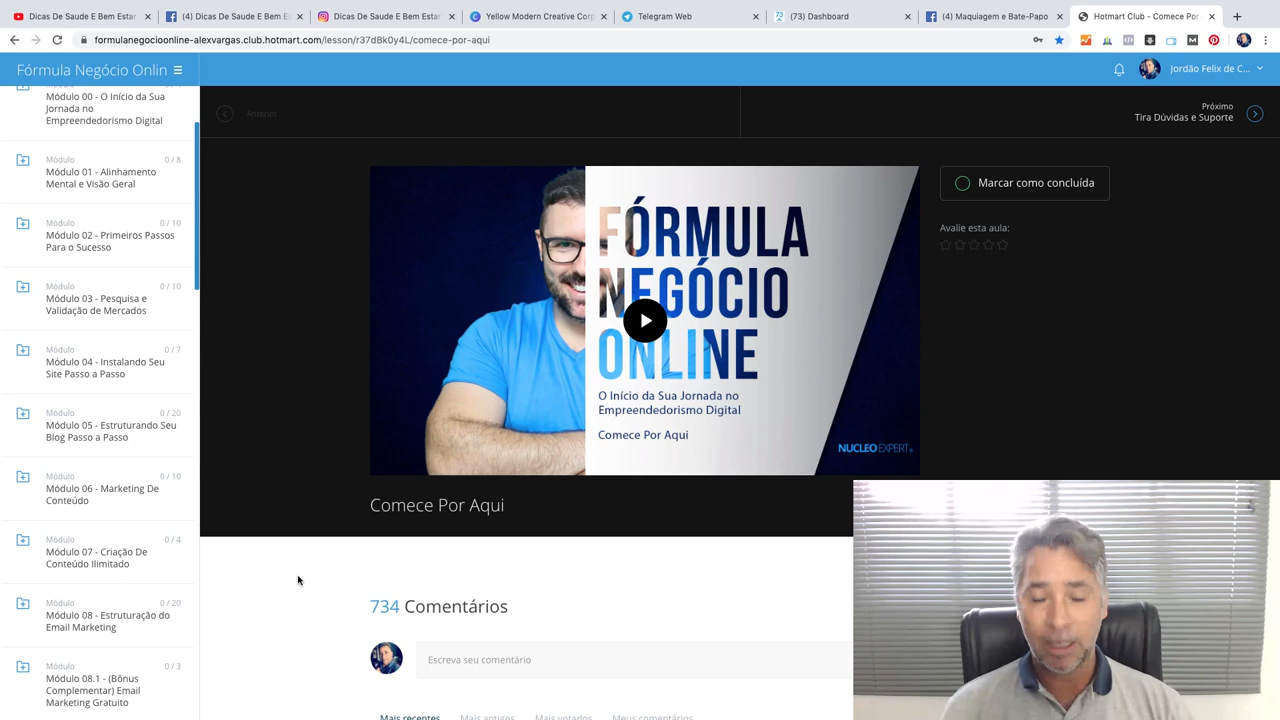 Dicas De Saude E Bem Estar
(4) Dicas De Saude E Bem Estar
Dicas De Saude E Bem Estar
Yellow Modern Creative Corp
Telegram Web
(73) Dashboard
(4) Maquiagem e Bate-Papo
Hotmart Club - Comece Por
formulanegocioonline-alexvargas.club.hotmart.com/lesson/r37dBk0y4L/comece-por-aqui
Fórmula Negócio Onlin
Jordão Felix de C...
Módulo 00 - O Início da Sua
Jornada no
Empreendedorismo Digital
Módulo 0 / 8
Módulo 01 - Alinhamento
Mental e Visão Geral
Módulo 0 / 10
Módulo 02 - Primeiros Passos
Para o Sucesso
Módulo 0 / 10
Módulo 03 - Pesquisa e
Validação de Mercados
Módulo 0 / 7
Módulo 04 - Instalando Seu
Site Passo a Passo
Módulo 0 / 20
Módulo 05 - Estruturando Seu
Blog Passo a Passo
Módulo 0 / 10
Módulo 06 - Marketing De
Conteúdo
Módulo 0 / 4
Módulo 07 - Criação De
Conteúdo Ilimitado
Módulo 0 / 20
Módulo 08 - Estruturação do
Email Marketing
Módulo 0 / 3
Módulo 08.1 - (Bônus
Complementar) Email
Marketing Gratuito
Anterior
Próximo
Tira Dúvidas e Suporte
FÓRMULA
NEGÓCIO
ONLINE
O Início da Sua Jornada no
Empreendedorismo Digital
Comece Por Aqui
NUCLEO EXPERT
Marcar como concluída
Avalie esta aula:
Comece Por Aqui
734 Comentários
Escreva seu comentário
Mais recentes Mais antigos Mais votados Meus comentários